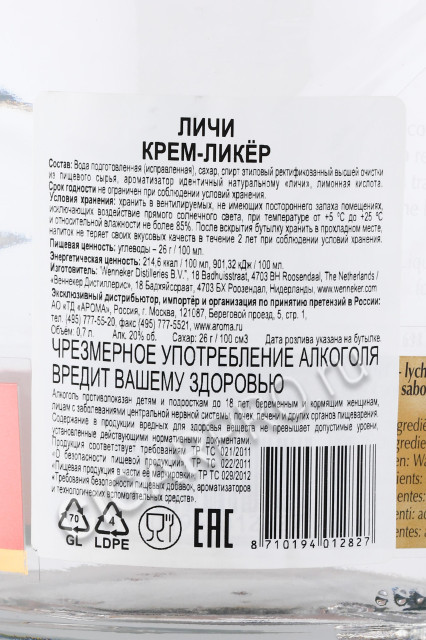 ЛИЧИ
КРЕМ-ЛИКЁР
Состав: Вода подготовленная (исправленная), сахар, спирт этиловый ректификованный высшей очистки
из пищевого сырья, ароматизатор идентичный натуральному «личи», лимонная кислота.
Срок годности не ограничен при соблюдении условий хранения.
Условия хранения: хранить в вентилируемых, не имеющих постороннего запаха помещениях,
исключающих воздействие прямого солнечного света, при температуре от +5 °C до +25 °C
и относительной влажности не более 85%. После вскрытия бутылку хранить в прохладном месте,
напиток не теряет своих вкусовых качеств в течение 2 лет при соблюдении условий хранения.
Пищевая ценность: углеводы – 26 г / 100 мл.
Энергетическая ценность: 214,6 ккал / 100 мл, 901,32 кДж / 100 мл.
Изготовитель: "Wenneker Distilleries B.V.", 18 Badhuisstraat, 4703 BH Roosendaal, The Netherlands /
«Веннекер Дистиллерис», 18 Бадхёйсстраат, 4703 БХ Розендал, Нидерланды, www.wenneker.com
Эксклюзивный дистрибьютор, импортёр и организация по принятию претензий в России:
АО «ТД «АРОМА», Россия, г. Москва, 121087, Береговой проезд, 5, стр. 1,
тел. (495) 777-55-20, факс (495) 777-5521, www.aroma.ru
Объем: 0,7 л. Алк. 20% об. Сахар: 26 г / 100 см3 Дата розлива указана на бутылке
ЧРЕЗМЕРНОЕ УПОТРЕБЛЕНИЕ АЛКОГОЛЯ
ВРЕДИТ ВАШЕМУ ЗДОРОВЬЮ
Алкоголь противопоказан детям и подросткам до 18 лет, беременным и кормящим женщинам,
лицам с заболеваниями центральной нервной системы, почек, печени и других органов пищеварения.
Содержание в продукции вредных для здоровья веществ не превышает допустимые уровни,
установленные действующими нормативными документами.
Продукция соответствует требованиям ТР ТС 021/2011
«О безопасности пищевой продукции», ТР ТС 022/2011
«Пищевая продукция в части ее маркировки», ТР ТС 029/2012
«Требования безопасности пищевых добавок, ароматизаторов
и технологических вспомогательных средств».
70
GL
4
LDPE
EAC
8 710194 012827
- lych
sabo